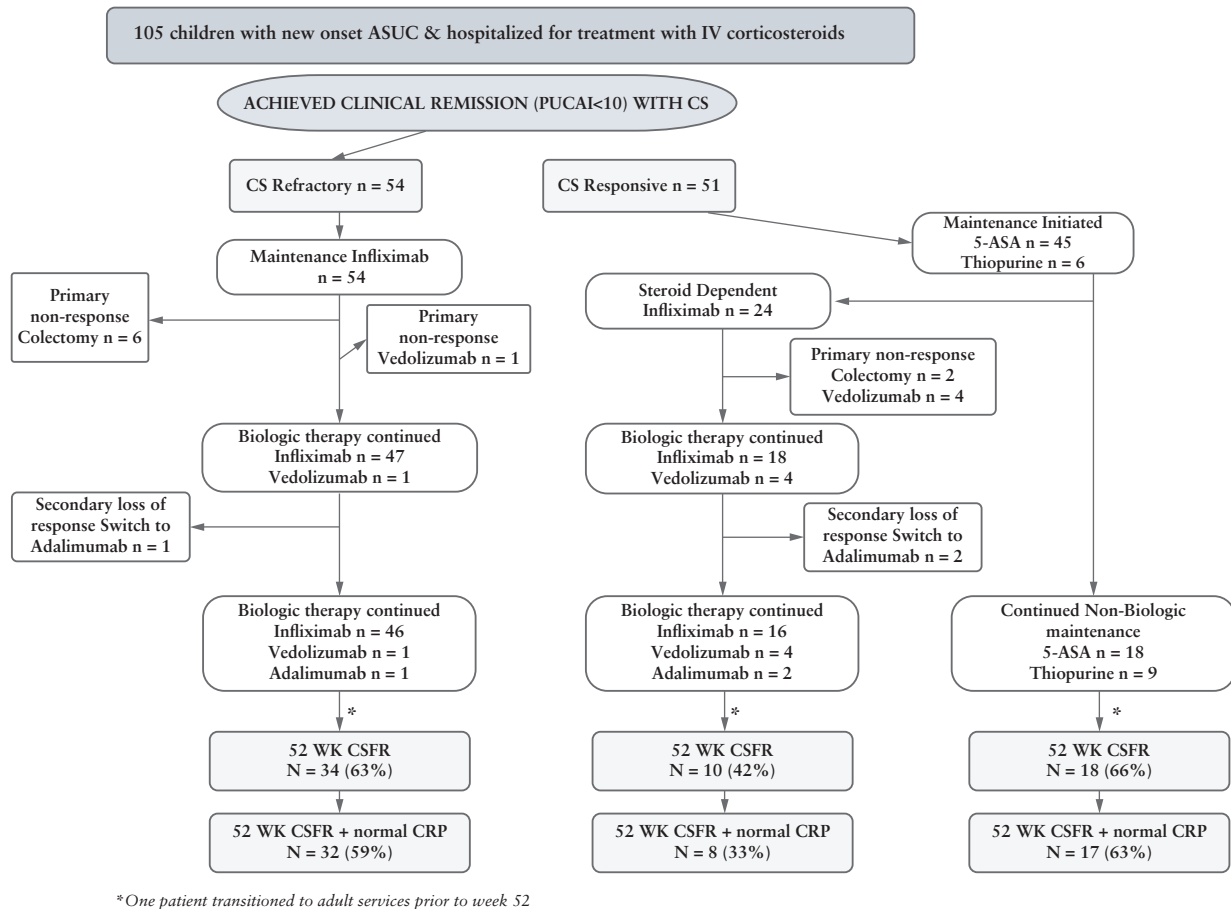 105 children with new onset ASUC & hospitalized for treatment with IV corticosteroids
ACHIEVED CLINICAL REMISSION (PUCAI<10) WITH CS
CS Refractory n = 54
CS Responsive n = 51
Maintenance Initiated
5-ASA n = 45
Thiopurine n = 6
Maintenance Infliximab
n = 54
Primary
non-response
Colectomy n = 6
Primary
non-response
Vedolizumab n = 1
Steroid Dependent
Infliximab n = 24
Primary non-response
Colectomy n = 2
Vedolizumab n = 4
Biologic therapy continued
Infliximab n = 47
Vedolizumab n = 1
Biologic therapy continued
Infliximab n = 18
Vedolizumab n = 4
Secondary loss of
response Switch to
Adalimumab n = 1
Secondary loss of
response Switch to
Adalimumab n = 2
Biologic therapy continued
Infliximab n = 46
Vedolizumab n = 1
Adalimumab n = 1
Biologic therapy continued
Infliximab n = 16
Vedolizumab n = 4
Adalimumab n = 2
Continued Non-Biologic
maintenance
5-ASA n = 18
Thiopurine n = 9
*
*
*
52 WK CSFR
N = 34 (63%)
52 WK CSFR
N = 10 (42%)
52 WK CSFR
N = 18 (66%)
52 WK CSFR + normal CRP
N = 32 (59%)
52 WK CSFR + normal CRP
N = 8 (33%)
52 WK CSFR + normal CRP
N = 17 (63%)
*One patient transitioned to adult services prior to week 52